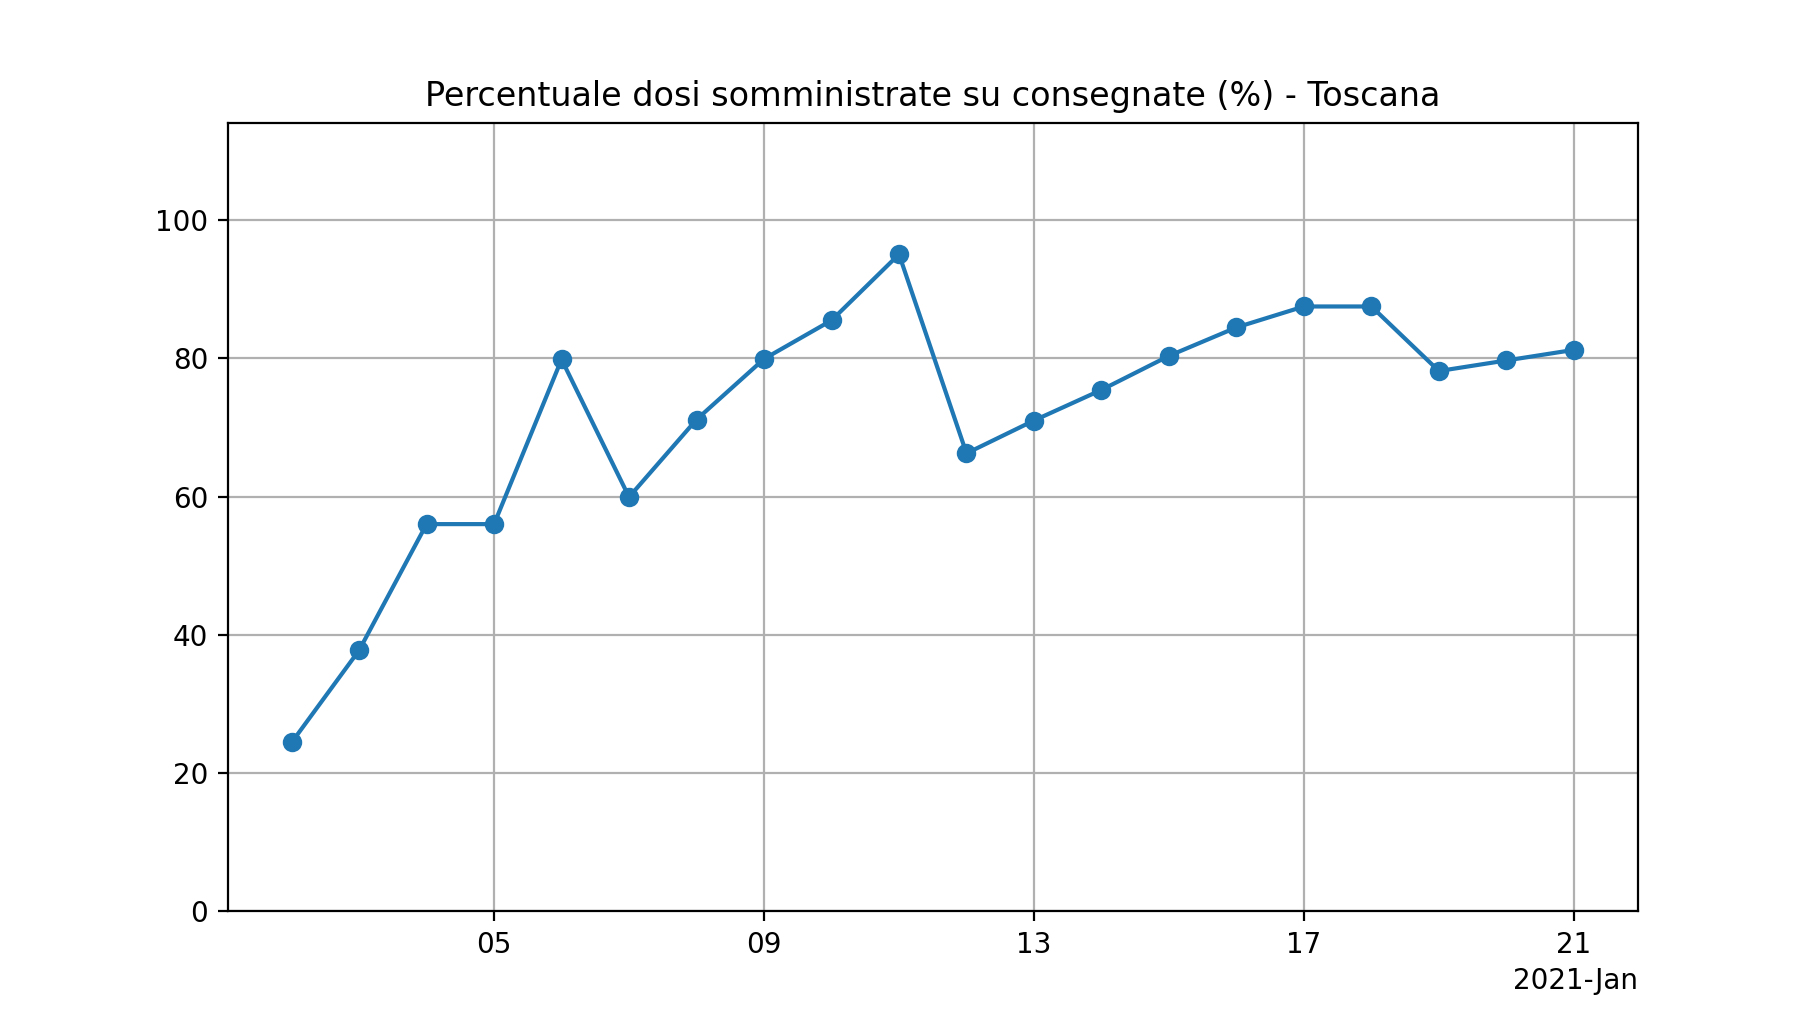 Percentuale dosi somministrate su consegnate (%) - Toscana
100
80
60
40
20
0
05 09 13 17 21
2021-Jan